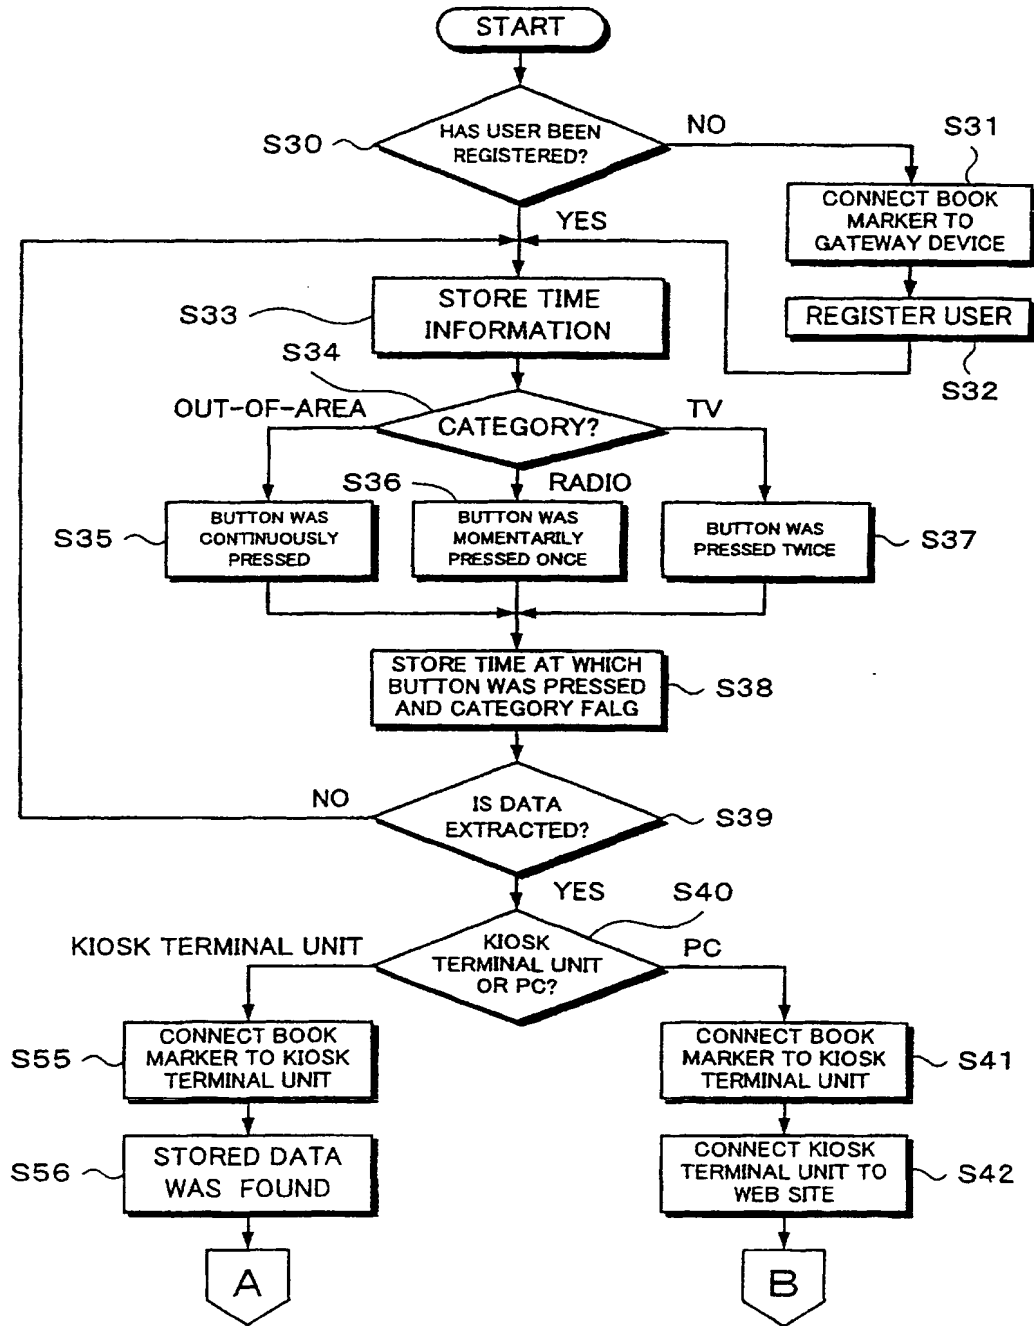 START
HAS USER BEEN
REGISTERED?
S30
NO
S31
CONNECT BOOK
MARKER TO
GATEWAY DEVICE
YES
REGISTER USER
S32
S33
STORE TIME
INFORMATION
S34
OUT-OF-AREA
CATEGORY?
TV
S36
RADIO
S35
BUTTON WAS
CONTINUOUSLY
PRESSED
BUTTON WAS
MOMENTARILY
PRESSED ONCE
BUTTON WAS
PRESSED TWICE
S37
STORE TIME AT WHICH
BUTTON WAS PRESSED
AND CATEGORY FALG
S38
NO
IS DATA
EXTRACTED?
S39
YES
S40
KIOSK TERMINAL UNIT
KIOSK
TERMINAL UNIT
OR PC?
PC
S55
CONNECT BOOK
MARKER TO KIOSK
TERMINAL UNIT
CONNECT BOOK
MARKER TO KIOSK
TERMINAL UNIT
S41
S56
STORED DATA
WAS FOUND
CONNECT KIOSK
TERMINAL UNIT TO
WEB SITE
S42
A
B